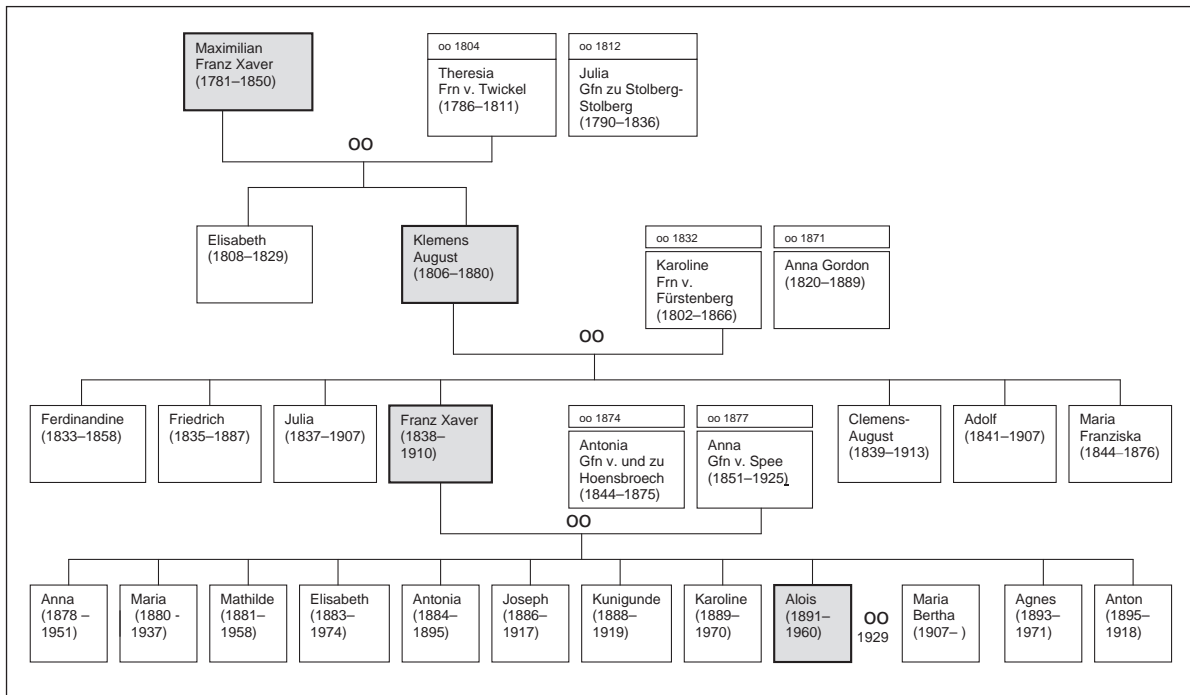 Maximilian
Franz Xaver
(1781–1850)
oo 1804
Theresia
Frn v. Twickel
(1786–1811)
oo 1812
Julia
Gfn zu Stolberg-
Stolberg
(1790–1836)
oo
Elisabeth
(1808–1829)
Klemens
August
(1806–1880)
oo 1832
Karoline
Frn v.
Fürstenberg
(1802–1866)
oo 1871
Anna Gordon
(1820–1889)
oo
Ferdinandine
(1833–1858)
Friedrich
(1835–1887)
Julia
(1837–1907)
Franz Xaver
(1838–
1910)
oo 1874
Antonia
Gfn v. und zu
Hoensbroech
(1844–1875)
oo 1877
Anna
Gfn v. Spee
(1851–1925)
Clemens-
August
(1839–1913)
Adolf
(1841–1907)
Maria
Franziska
(1844–1876)
oo
Anna
(1878 –
1951)
Maria
(1880 -
1937)
Mathilde
(1881–
1958)
Elisabeth
(1883–
1974)
Antonia
(1884–
1895)
Joseph
(1886–
1917)
Kunigunde
(1888–
1919)
Karoline
(1889–
1970)
Alois
(1891–
1960)
oo
1929
Maria
Bertha
(1907– )
Agnes
(1893–
1971)
Anton
(1895–
1918)